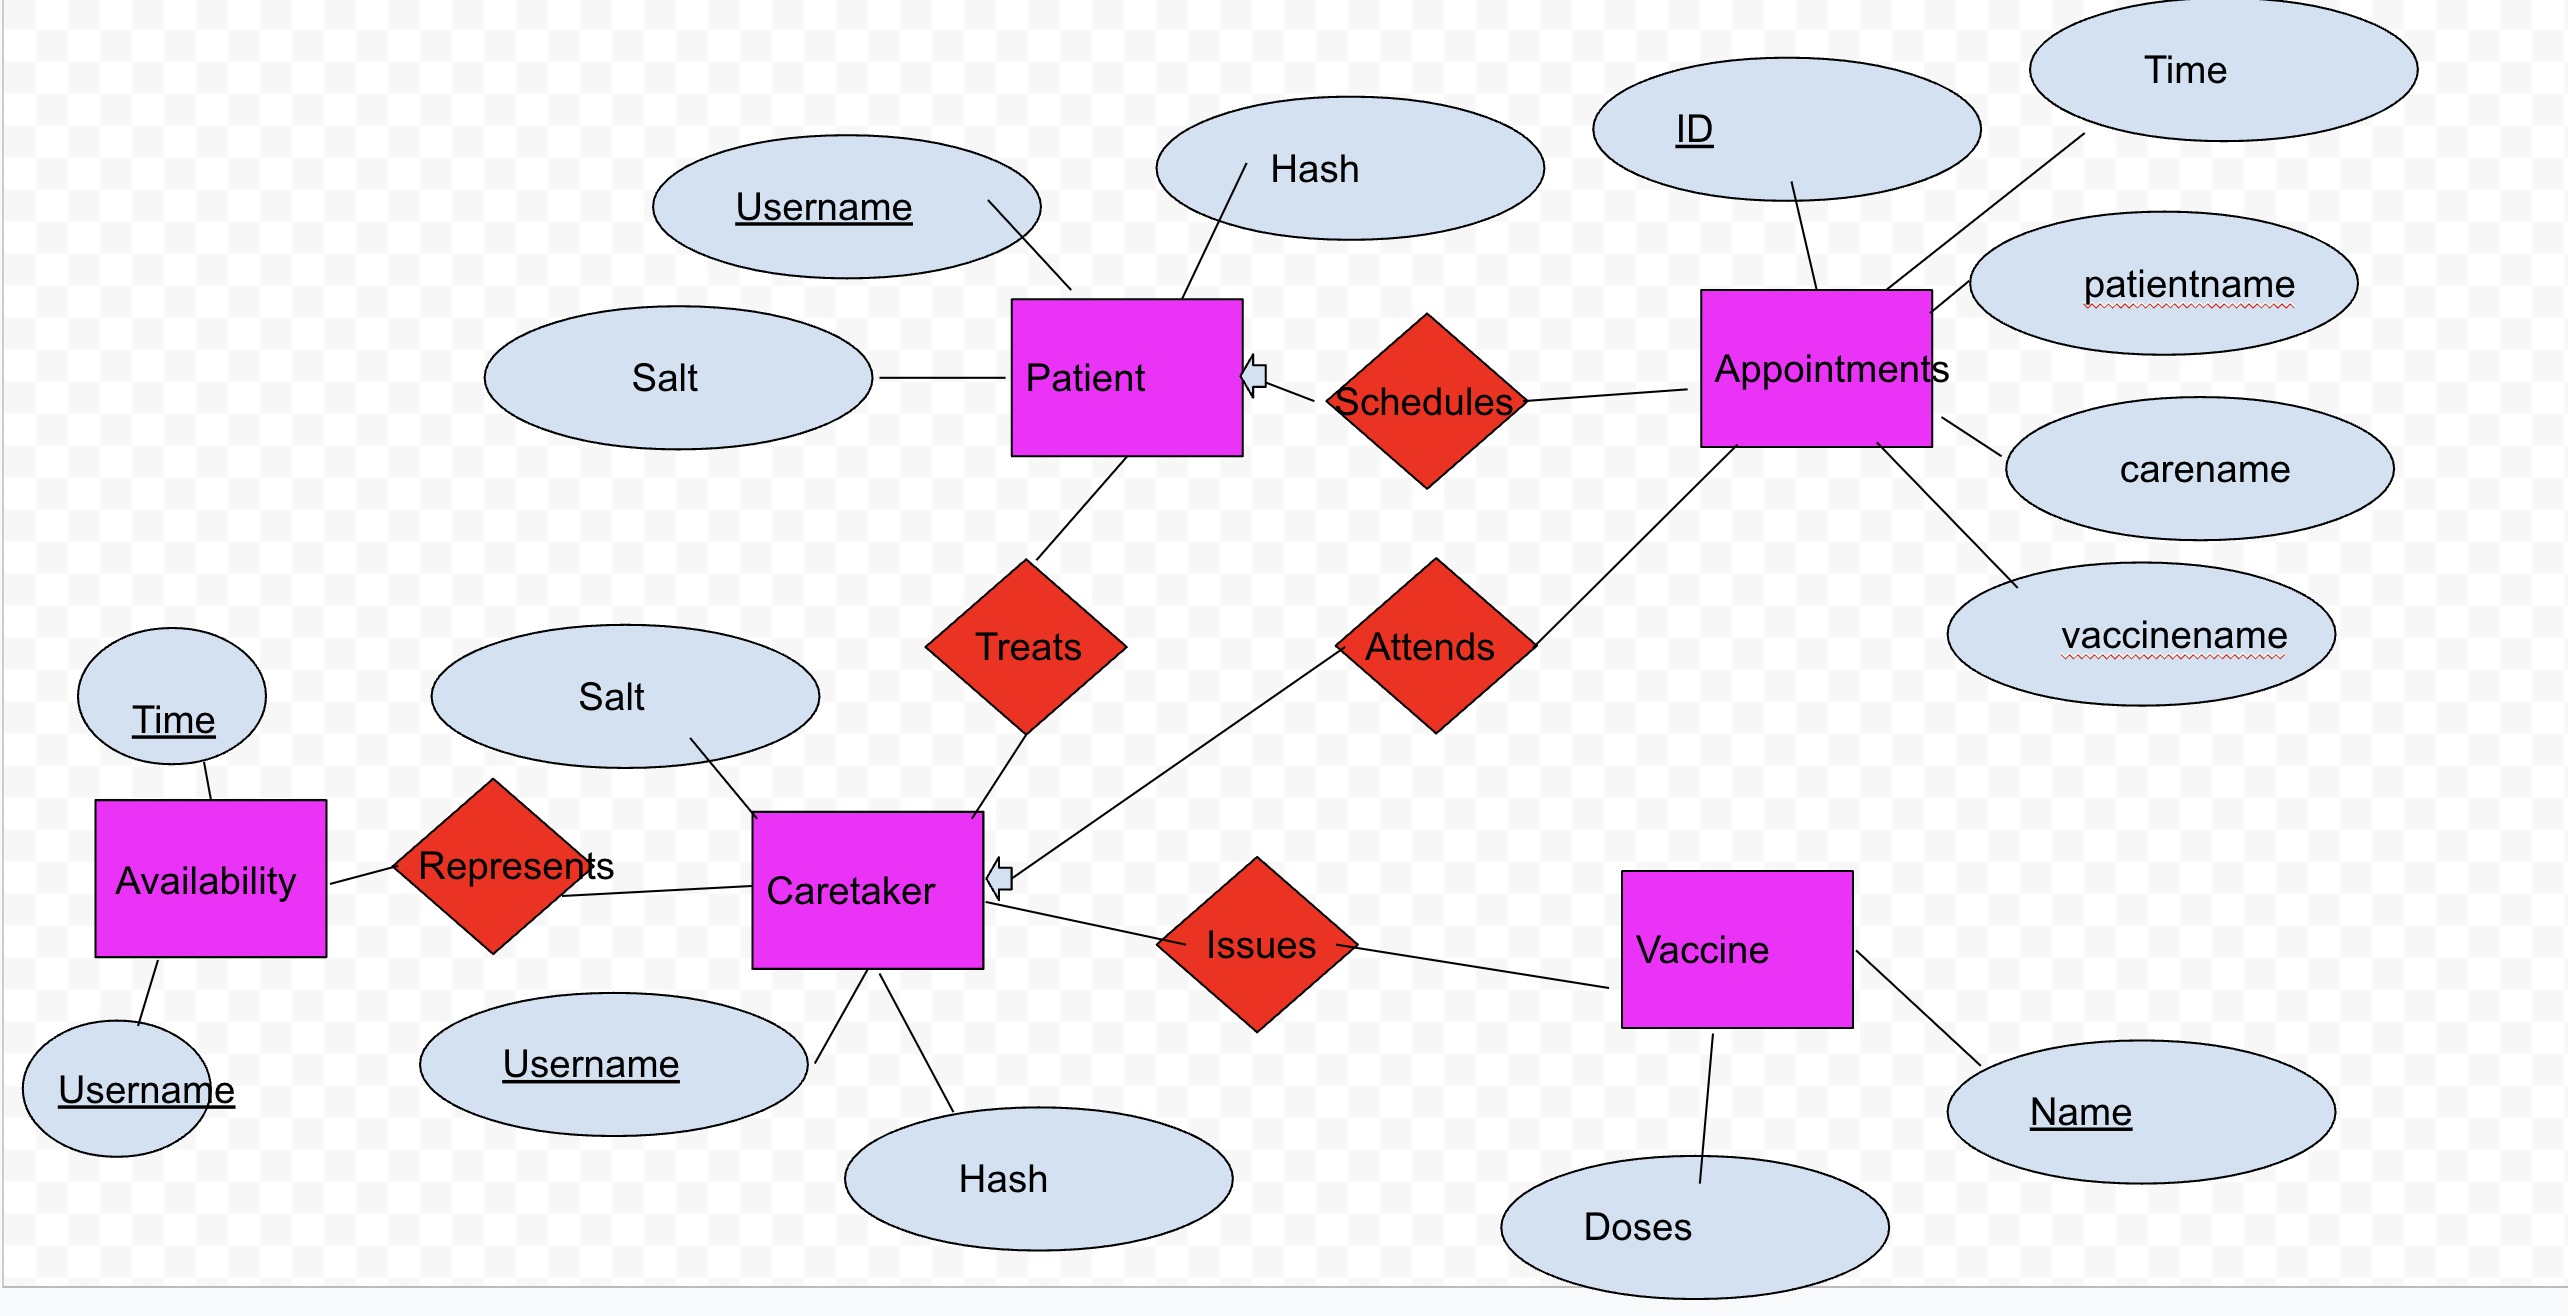 Time
ID
Hash
Username
patientname
Appointments
Salt
Patient
Schedules
carename
vaccinename
Treats
Attends
Salt
Time
Represents
Availability
Caretaker
Issues
Vaccine
Username
Username
Name
Hash
Doses